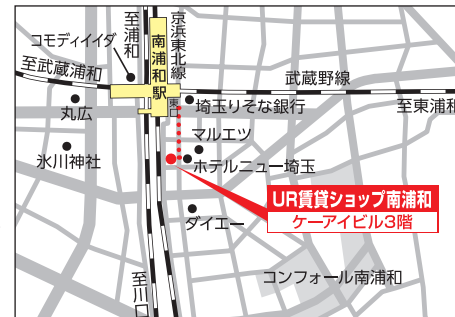 コモディイイダ
至浦和
京浜東北線
南浦和駅
至武蔵浦和
武蔵野線
東口
埼玉りそな銀行
至東浦和
丸広
マルエツ
氷川神社
ホテルニュー埼玉
UR賃貸ショップ南浦和
ケーアイビル3階
ダイエー
コンフォール南浦和
至川口